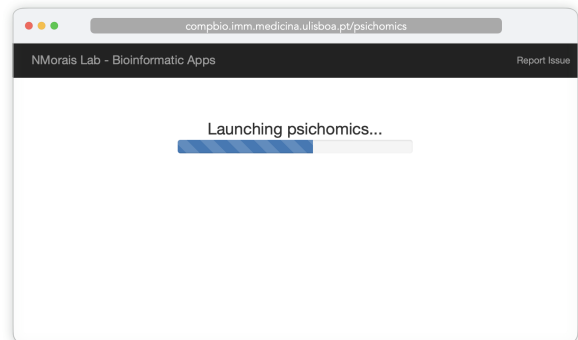 compbio.imm.medicina.ulisboa.pt/psichomics
NMorais Lab - Bioinformatic Apps
Report Issue
Launching psichomics...